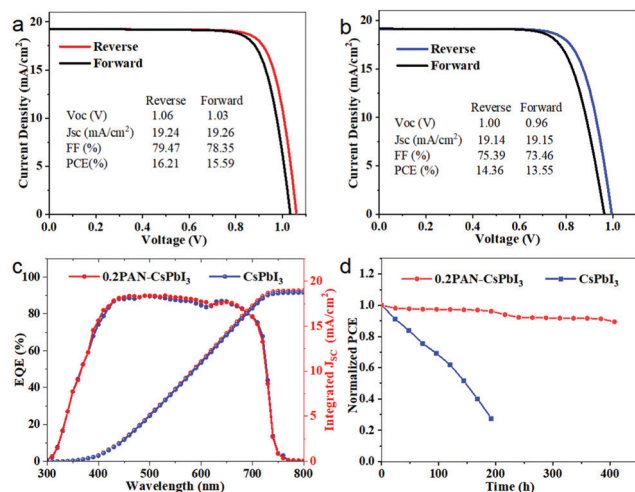 a
Current Density (mA/cm²)
20
15
10
5
0
Reverse
Forward
Reverse Forward
Voc (V) 1.06 1.03
Jsc (mA/cm²) 19.24 19.26
FF (%) 79.47 78.35
PCE(%) 16.21 15.59
0.0 0.2 0.4 0.6 0.8 1.0
Voltage (V)
b
Current Density (mA/cm²)
20
15
10
5
0
Reverse
Forward
Reverse Forward
Voc (V) 1.00 0.96
Jsc (mA/cm²) 19.14 19.15
FF (%) 75.39 73.46
PCE (%) 14.36 13.55
0.0 0.2 0.4 0.6 0.8 1.0
Voltage (V)
c
0.2PAN-CsPbI₃ CsPbI₃
EQE (%)
100
80
60
40
20
0
Integrated JSC (mA/cm²)
20
15
10
5
0
300 400 500 600 700 800
Wavelength (nm)
d
0.2PAN-CsPbI₃ CsPbI₃
Normalized PCE
1.2
1.0
0.8
0.6
0.4
0.2
0.0
0 100 200 300 400
Time (h)